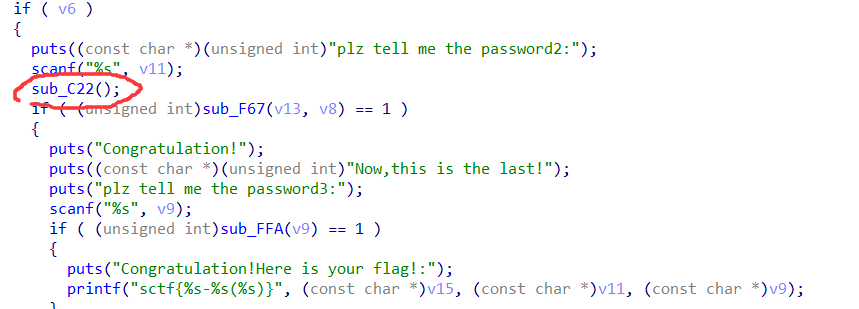 if ( v6 )
{
puts((const char *)(unsigned int)"plz tell me the password2:");
scanf("%s", v11);
sub_C22();
if ( (unsigned int)sub_F67(v13, v8) == 1 )
{
puts("Congratulation!");
puts((const char *)(unsigned int)"Now,this is the last!");
puts("plz tell me the password3:");
scanf("%s", v9);
if ( (unsigned int)sub_FFA(v9) == 1 )
{
puts("Congratulation!Here is your flag!:");
printf("sctf{%s-%s(%s)}", (const char *)v15, (const char *)v11, (const char *)v9);
}